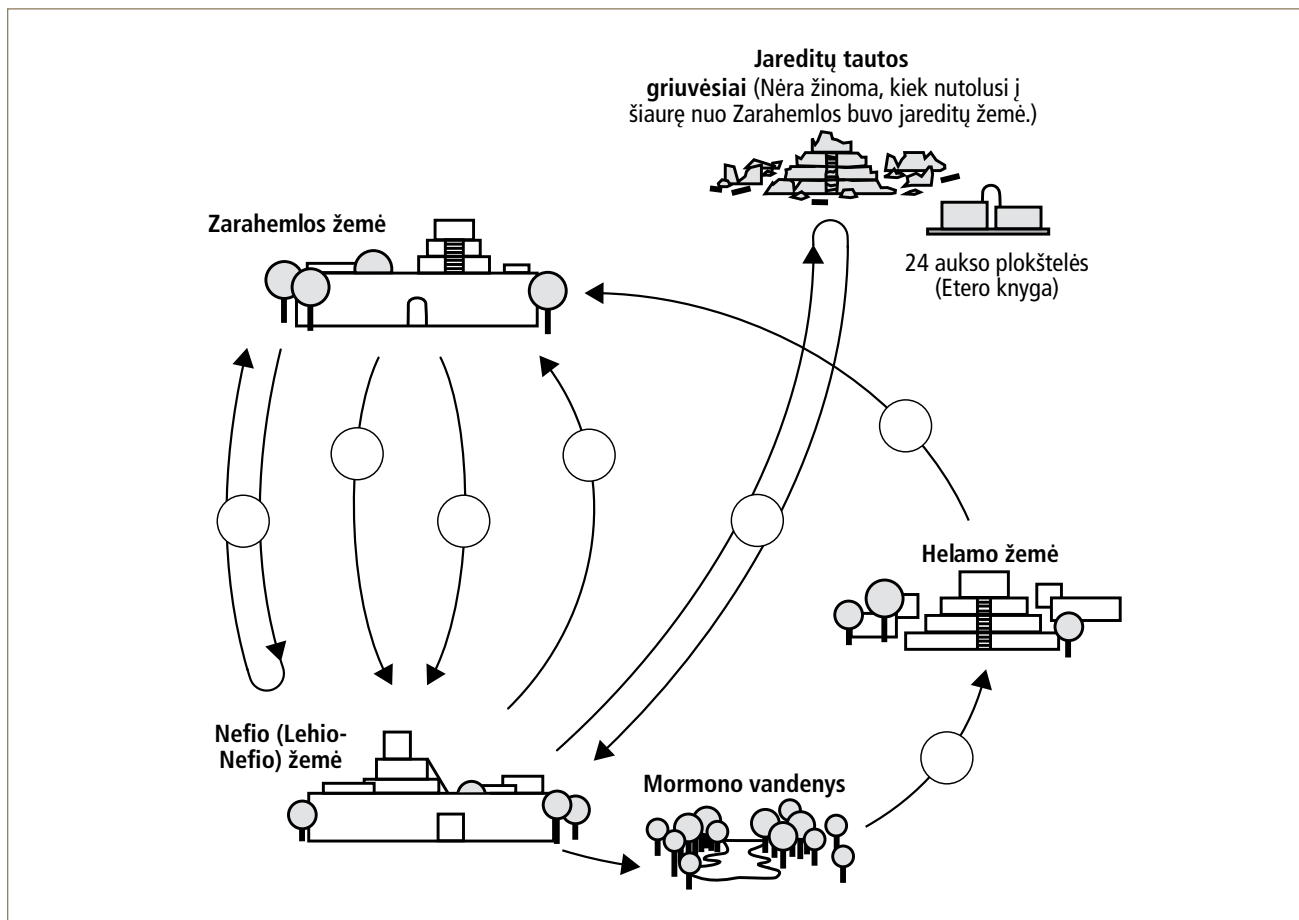 Jareditų tautos
griuvėsiai (Nėra žinoma, kiek nutolusi į
šiaurę nuo Zarahemlos buvo jareditų žemė.)
24 aukso plokštelės
(Etero knyga)
Zarahemlos žemė
Helamo žemė
Nefio (Lehio-
Nefio) žemė
Mormono vandenys